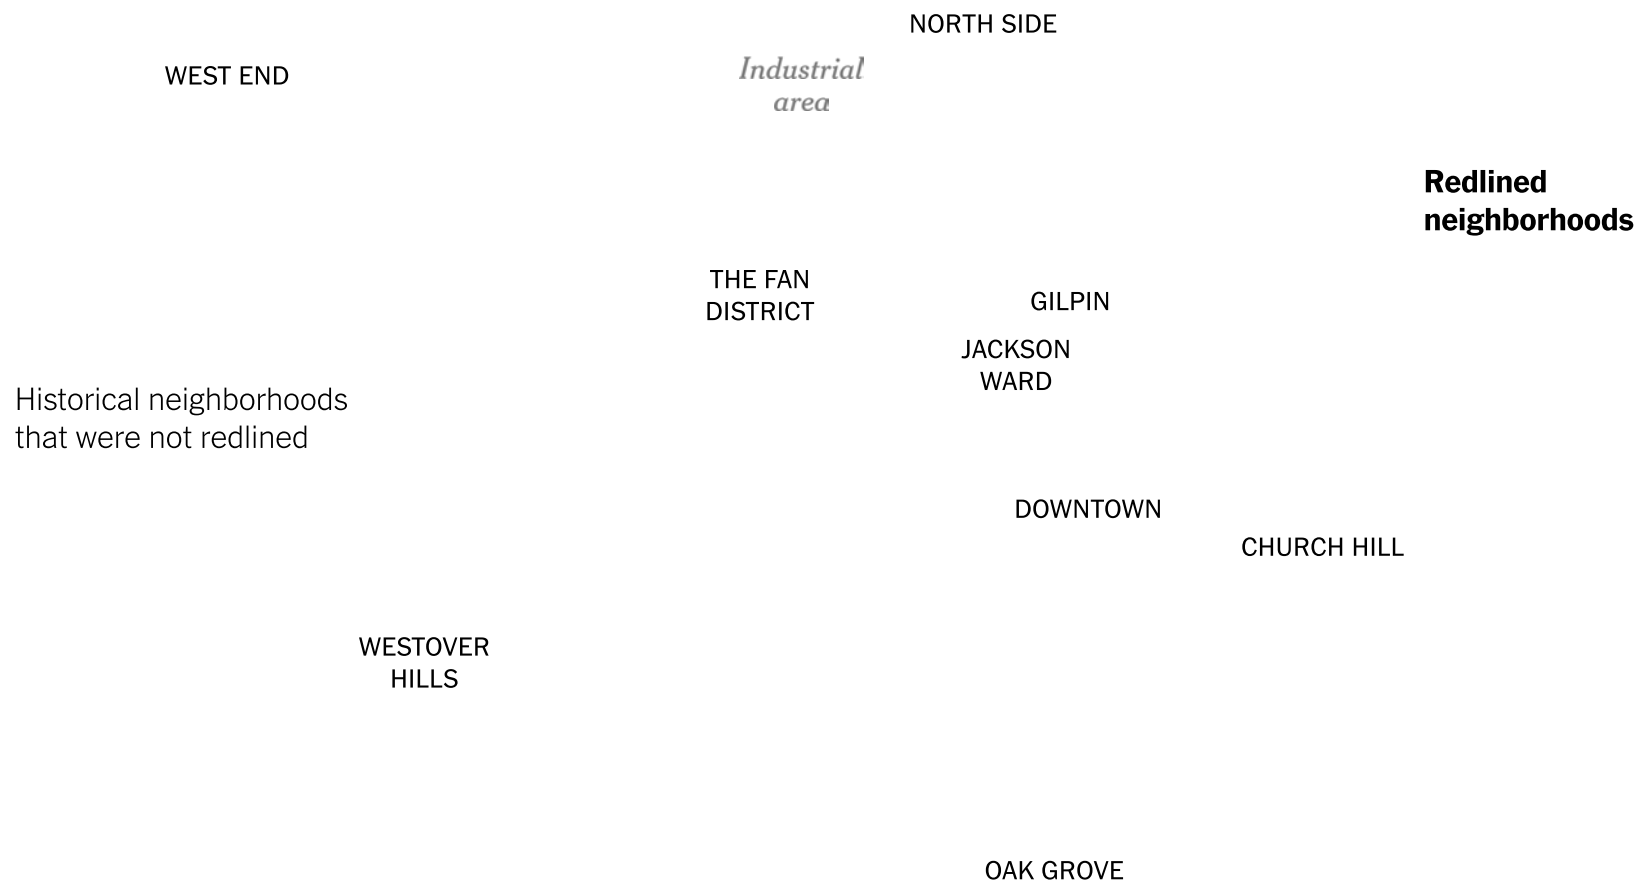 NORTH SIDE
WEST END
Industrial
area
Redlined
neighborhoods
THE FAN
DISTRICT
GILPIN
JACKSON
WARD
Historical neighborhoods
that were not redlined
DOWNTOWN
CHURCH HILL
WESTOVER
HILLS
OAK GROVE